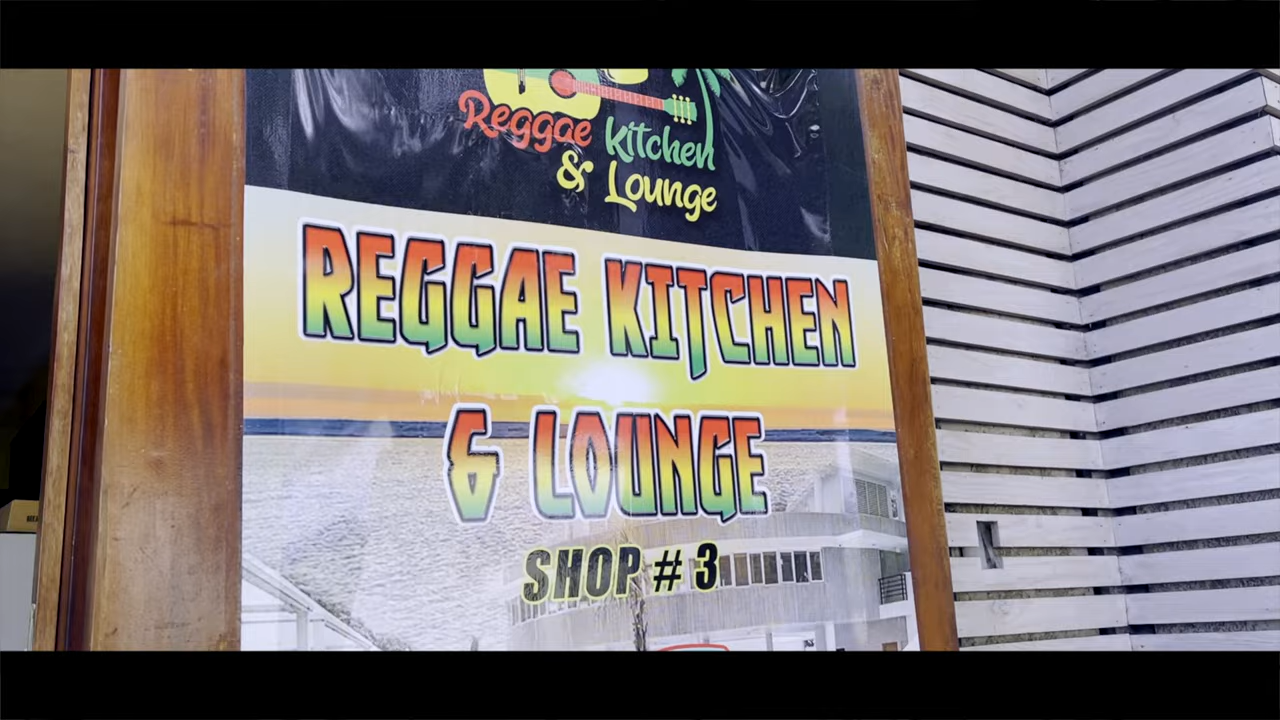 Reggae Kitchen
& Lounge
REGGAE KITCHEN
& LOUNGE
SHOP # 3